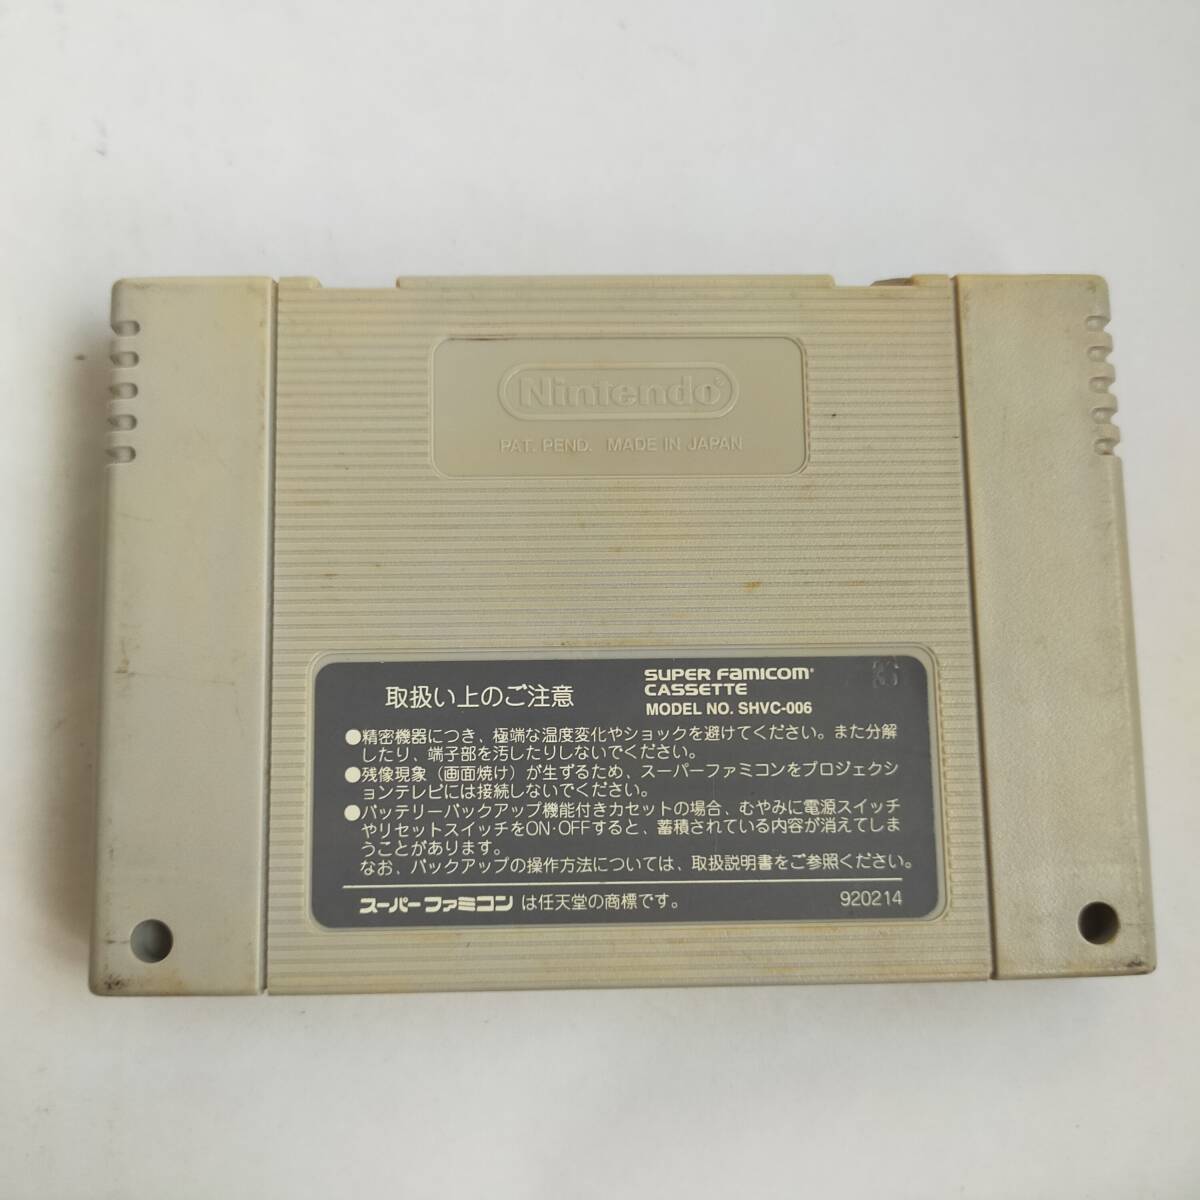 Nintendo®
PAT. PEND. MADE IN JAPAN
取扱い上のご注意
SUPER FAMICOM®
CASSETTE
MODEL NO. SHVC-006
●精密機器につき、極端な温度変化やショックを避けてください。また分解
したり、端子部を汚したりしないでください。
●残像現象（画面焼け）が生ずるため、スーパーファミコンをプロジェクシ
ョンテレビには接続しないでください。
●バッテリーバックアップ機能付きカセットの場合、むやみに電源スイッチ
やリセットスイッチをON・OFFすると、蓄積されている内容が消えてしま
うことがあります。
なお、バックアップの操作方法については、取扱説明書をご参照ください。
スーパーファミコンは任天堂の商標です。
920214